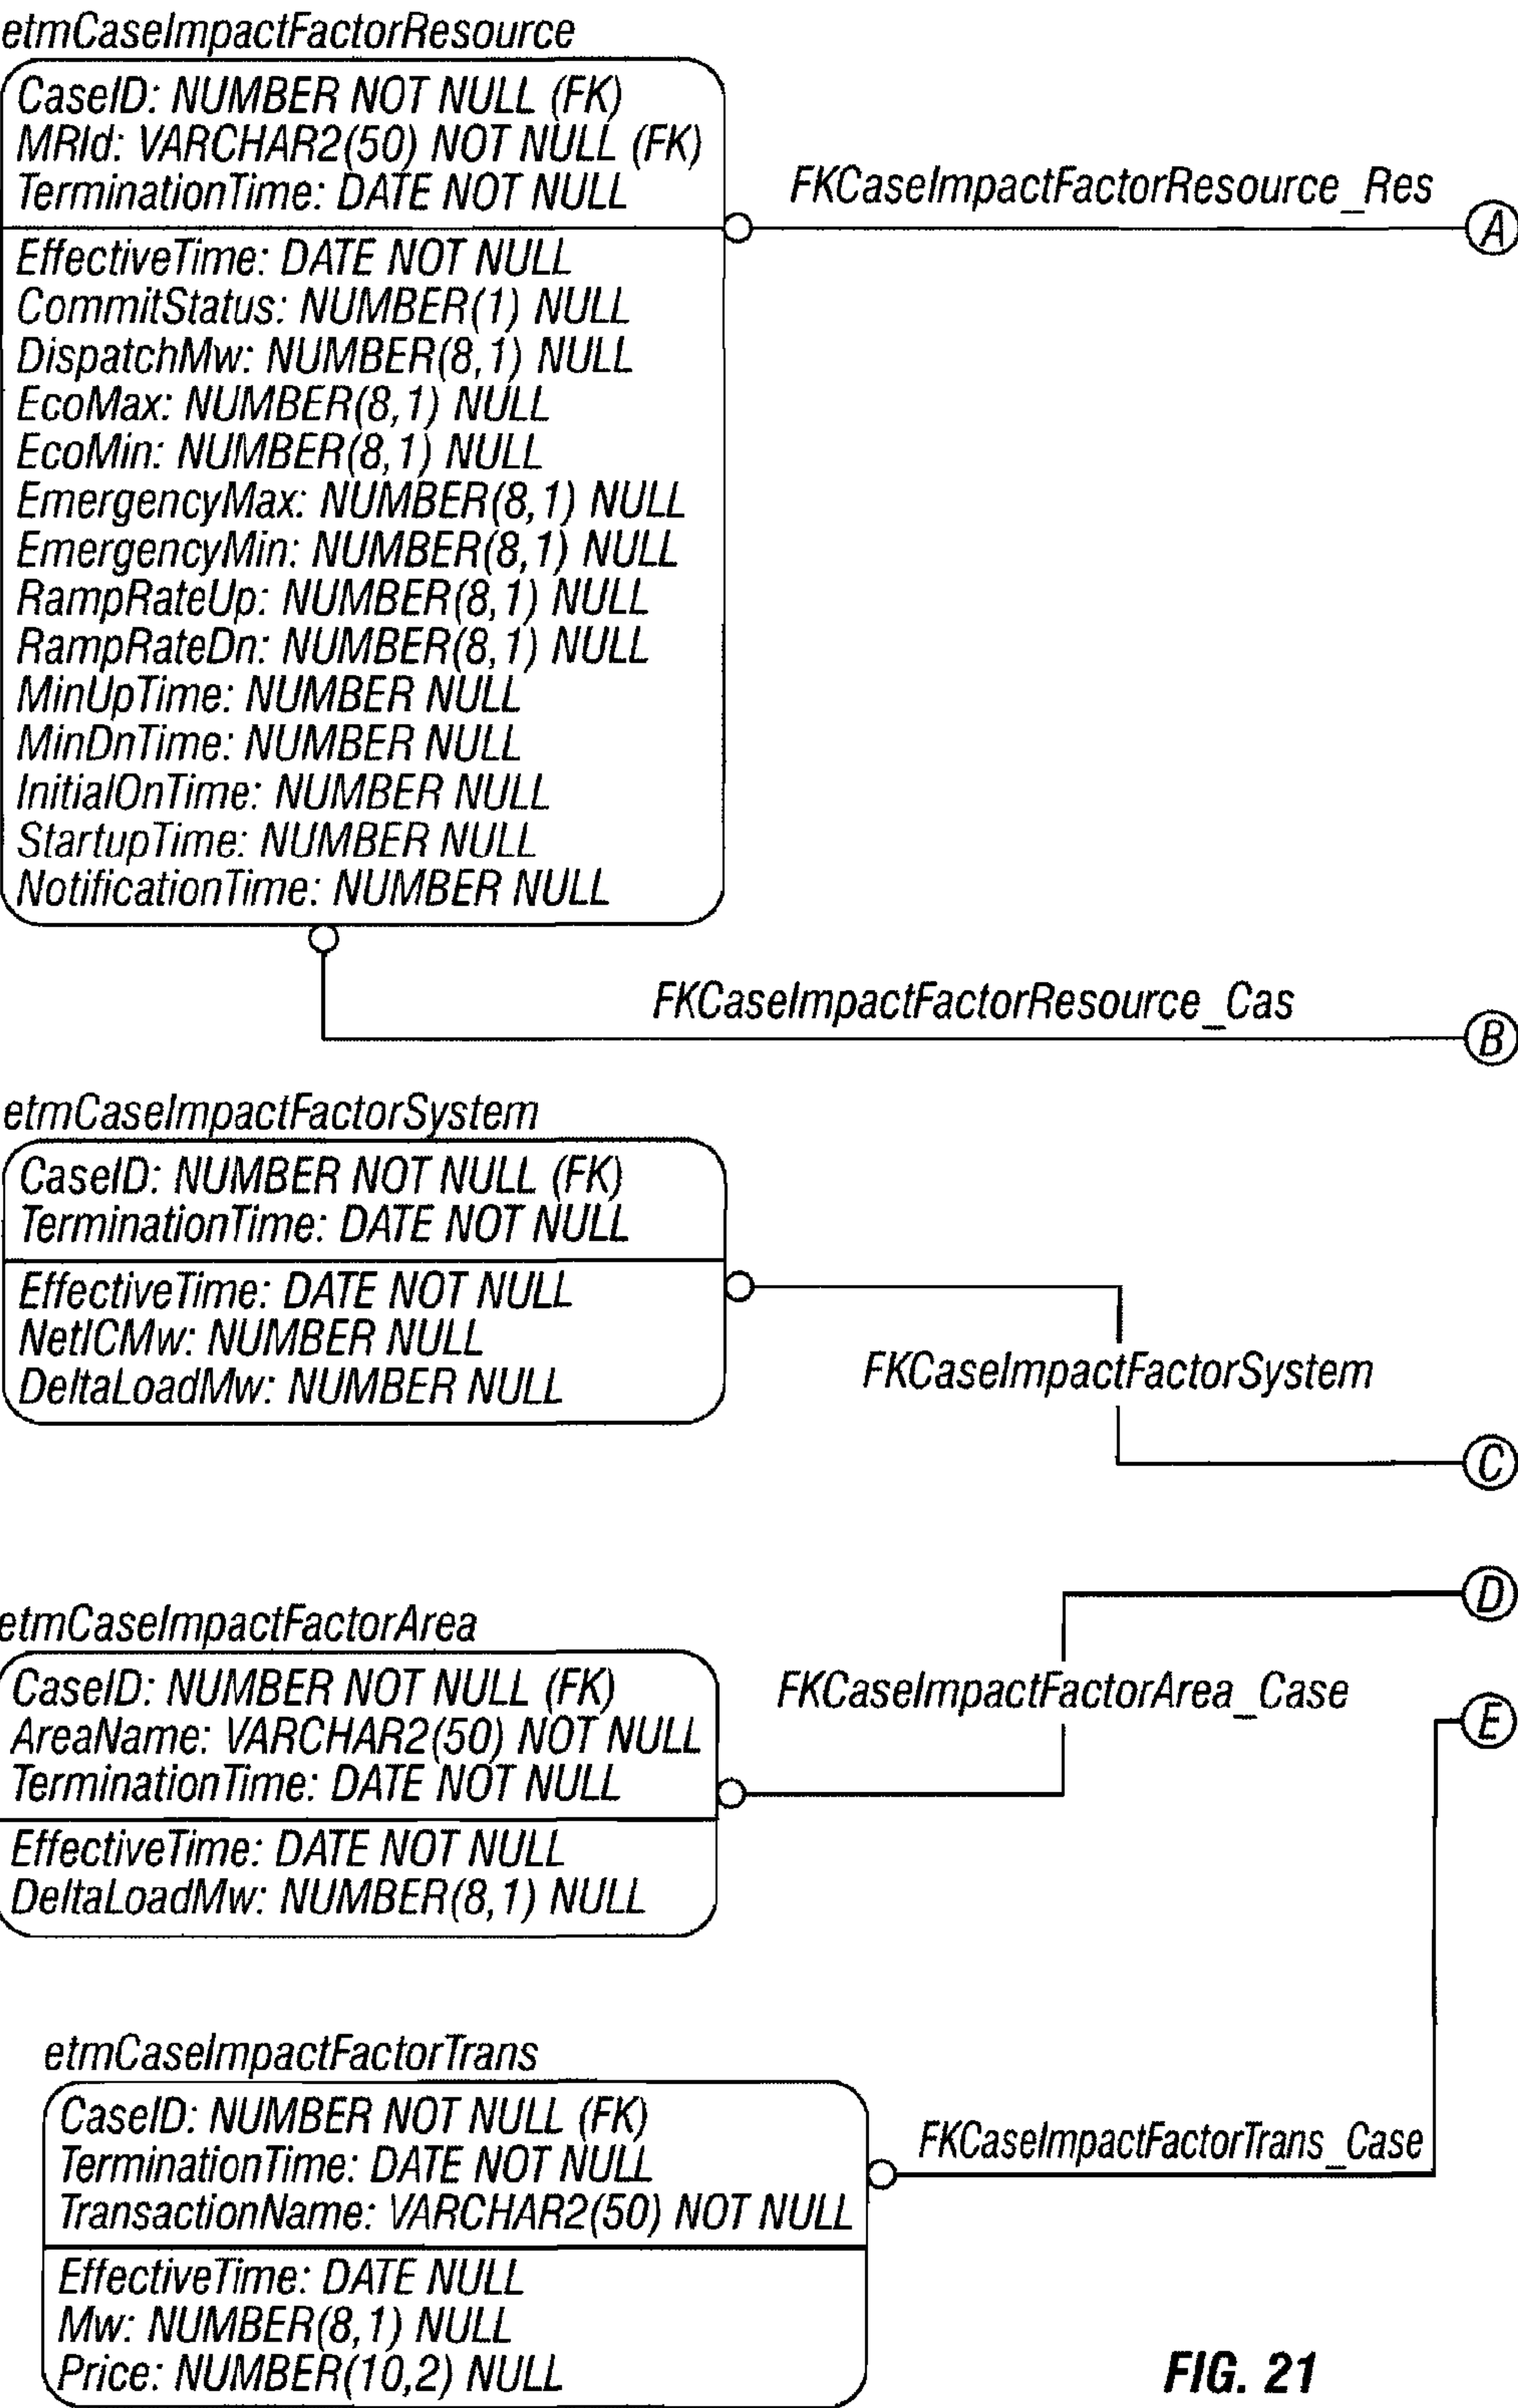 etmCaseImpactFactorResource
CaseID: NUMBER NOT NULL (FK)
MRId: VARCHAR2(50) NOT NULL (FK)
TerminationTime: DATE NOT NULL
FKCaseImpactFactorResource_Res
A
EffectiveTime: DATE NOT NULL
CommitStatus: NUMBER(1) NULL
DispatchMw: NUMBER(8,1) NULL
EcoMax: NUMBER(8,1) NULL
EcoMin: NUMBER(8,1) NULL
EmergencyMax: NUMBER(8,1) NULL
EmergencyMin: NUMBER(8,1) NULL
RampRateUp: NUMBER(8,1) NULL
RampRateDn: NUMBER(8,1) NULL
MinUpTime: NUMBER NULL
MinDnTime: NUMBER NULL
InitialOnTime: NUMBER NULL
StartupTime: NUMBER NULL
NotificationTime: NUMBER NULL
FKCaseImpactFactorResource_Cas
B
etmCaseImpactFactorSystem
CaseID: NUMBER NOT NULL (FK)
TerminationTime: DATE NOT NULL
EffectiveTime: DATE NOT NULL
NetICMw: NUMBER NULL
DeltaLoadMw: NUMBER NULL
FKCaseImpactFactorSystem
C
D
etmCaseImpactFactorArea
CaseID: NUMBER NOT NULL (FK)
AreaName: VARCHAR2(50) NOT NULL
TerminationTime: DATE NOT NULL
FKCaseImpactFactorArea_Case
E
EffectiveTime: DATE NOT NULL
DeltaLoadMw: NUMBER(8,1) NULL
etmCaseImpactFactorTrans
CaseID: NUMBER NOT NULL (FK)
TerminationTime: DATE NOT NULL
TransactionName: VARCHAR2(50) NOT NULL
FKCaseImpactFactorTrans_Case
EffectiveTime: DATE NULL
Mw: NUMBER(8,1) NULL
Price: NUMBER(10,2) NULL
FIG. 21